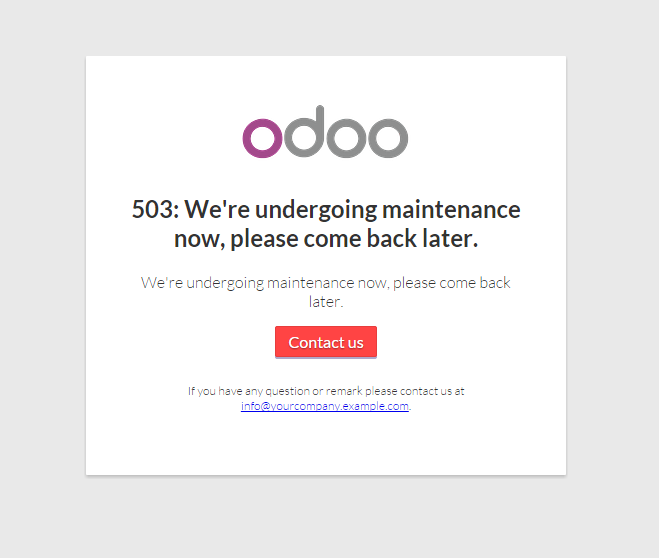 odoo
503: We're undergoing maintenance
now, please come back later.
We're undergoing maintenance now, please come back
later.
Contact us
If you have any question or remark please contact us at
info@yourcompany.example.com.